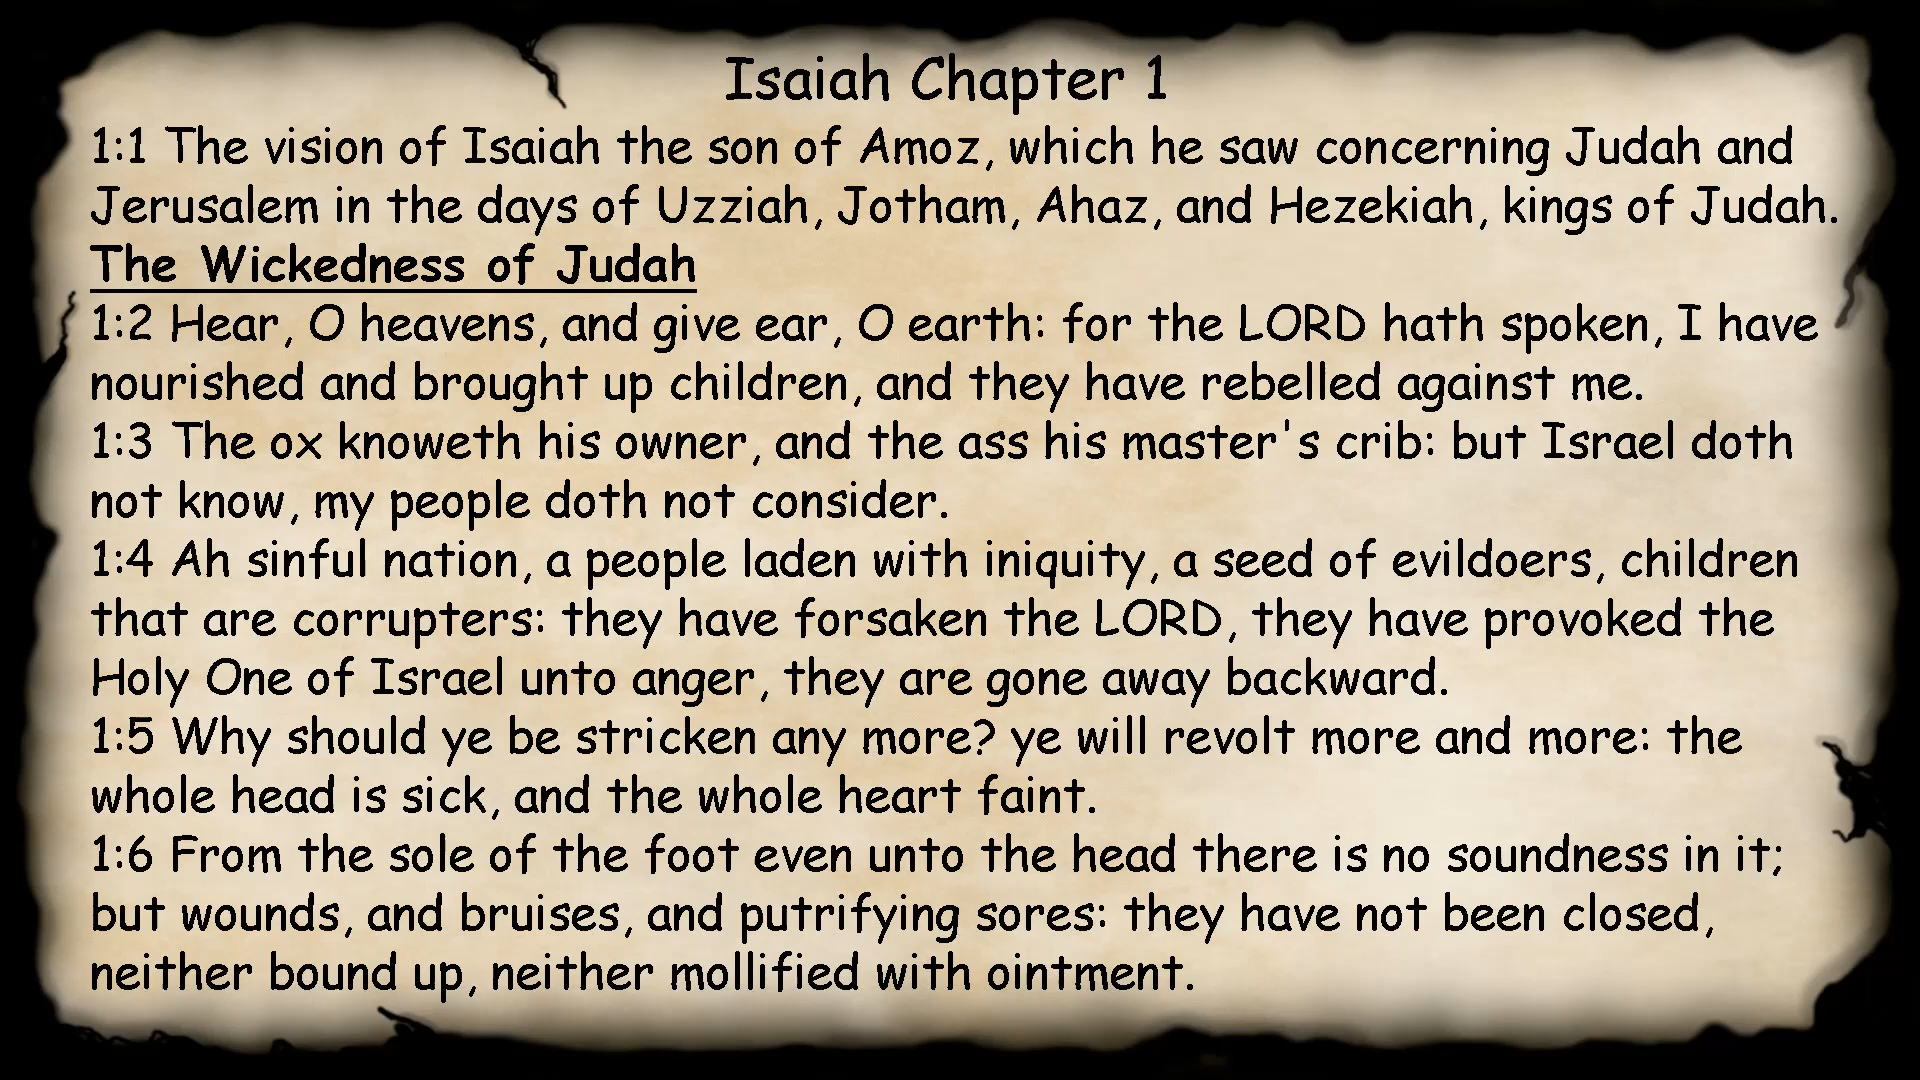 Isaiah Chapter 1
1:1 The vision of Isaiah the son of Amoz, which he saw concerning Judah and
Jerusalem in the days of Uzziah, Jotham, Ahaz, and Hezekiah, kings of Judah.
The Wickedness of Judah
1:2 Hear, O heavens, and give ear, O earth: for the LORD hath spoken, I have
nourished and brought up children, and they have rebelled against me.
1:3 The ox knoweth his owner, and the ass his master's crib: but Israel doth
not know, my people doth not consider.
1:4 Ah sinful nation, a people laden with iniquity, a seed of evildoers, children
that are corrupters: they have forsaken the LORD, they have provoked the
Holy One of Israel unto anger, they are gone away backward.
1:5 Why should ye be stricken any more? ye will revolt more and more: the
whole head is sick, and the whole heart faint.
1:6 From the sole of the foot even unto the head there is no soundness in it;
but wounds, and bruises, and putrifying sores: they have not been closed,
neither bound up, neither mollified with ointment.